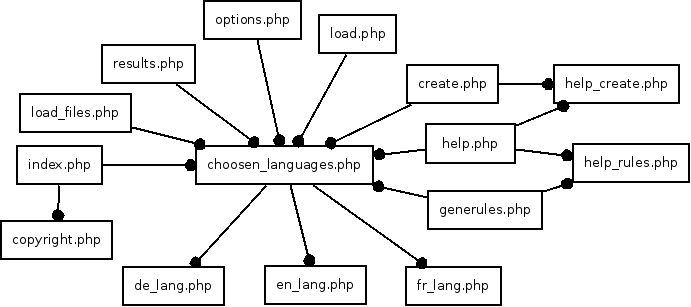 options.php
load.php
results.php
create.php
help_create.php
load_files.php
help.php
index.php
choosen_languages.php
help_rules.php
generules.php
copyright.php
de_lang.php
en_lang.php
fr_lang.php